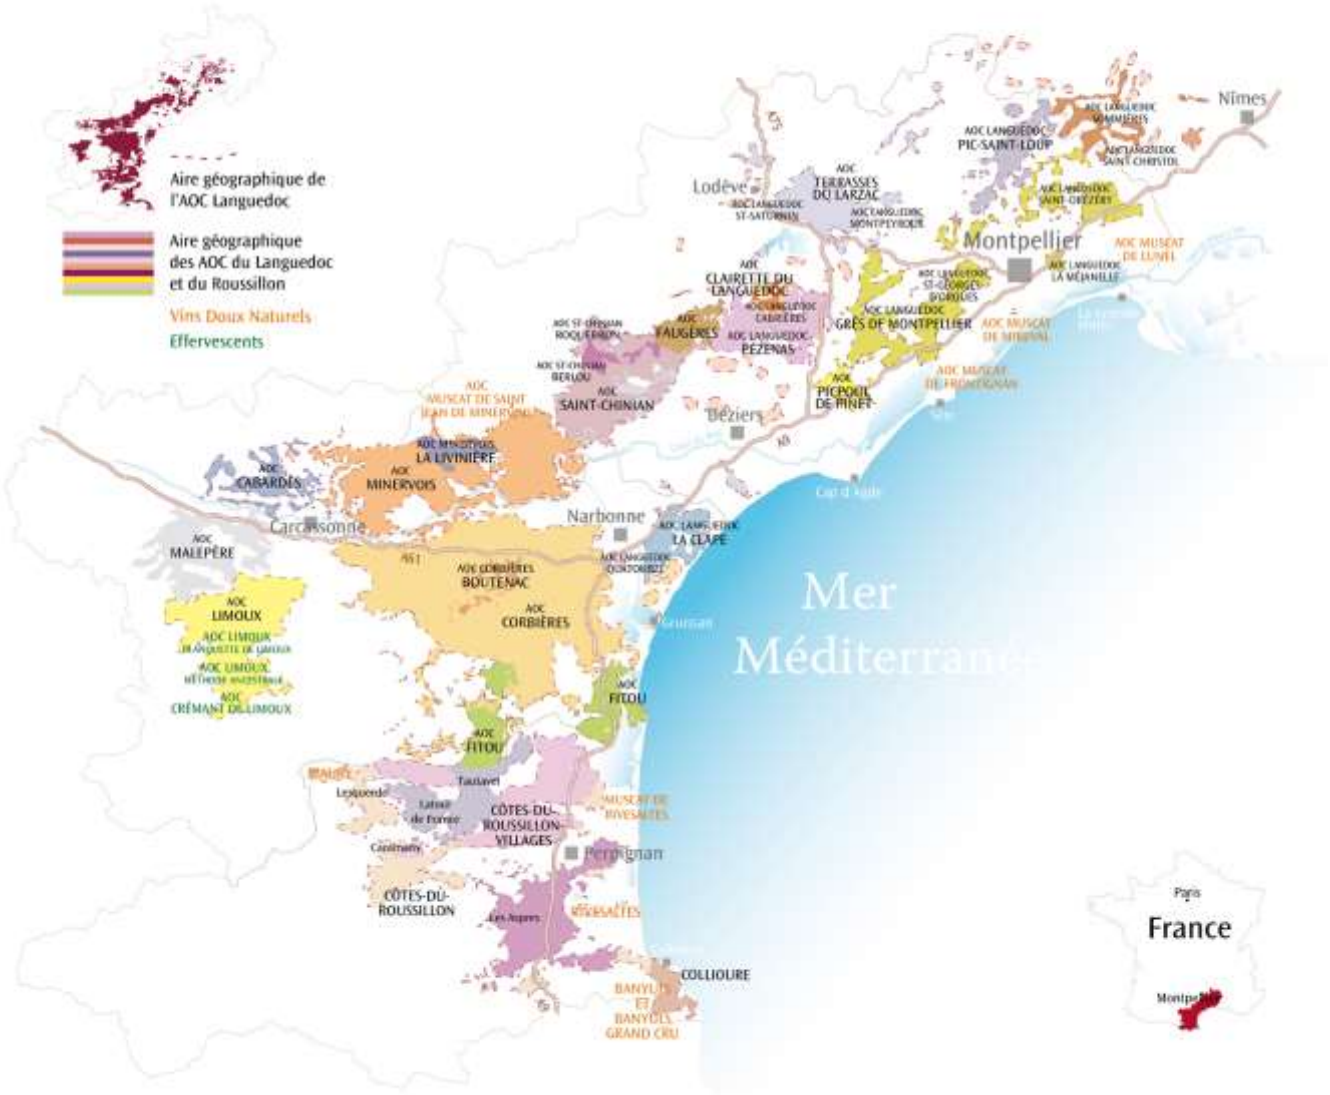 Aire géographique de
l'AOC Languedoc
Aire géographique
des AOC du Languedoc
et du Roussillon
Vins Doux Naturels
Effervescents
Nîmes
A75
AOC LANGUEDOC
SOMMIÈRES
AOC LANGUEDOC
PIC-SAINT-LOUP
AOC LANGUEDOC
SAINT-CHRISTOL
Lodève
AOC
TERRASSES
DU LARZAC
AOC LANGUEDOC
SAINT-DRÉZÉRY
AOC LANGUEDOC
ST-SATURNIN
AOC LANGUEDOC
MONTPEYROUX
Montpellier
AOC MUSCAT
DE LUNEL
AOC
CLAIRETTE DU
LANGUEDOC
AOC LANGUEDOC
ST-GEORGES
D'ORQUES
AOC LANGUEDOC
LA MÉJANELLE
AOC LANGUEDOC
CABRIÈRES
AOC LANGUEDOC
GRÈS DE MONTPELLIER
AOC MUSCAT
DE MIREVAL
AOC ST-CHINIAN
ROQUEBRUN
AOC
FAUGÈRES
AOC LANGUEDOC
PÉZENAS
AOC ST-CHINIAN
BERLOU
AOC
SAINT-CHINIAN
AOC MUSCAT
DE FRONTIGNAN
AOC
PICPOUL
DE PINET
AOC
MUSCAT DE SAINT
JEAN DE MINERVOIS
Béziers
A9
AOC MINERVOIS
LA LIVINIÈRE
AOC
CABARDÈS
AOC
MINERVOIS
Cap d'Agde
Carcassonne
Narbonne
AOC LANGUEDOC
LA CLAPE
AOC
MALEPÈRE
A61
AOC LANGUEDOC
QUATOURZE
AOC CORBIÈRES
BOUTENAC
AOC
CORBIÈRES
Mer
Méditerranée
Gruissan
AOC
LIMOUX
AOC LIMOUX
BLANQUETTE DE LIMOUX
AOC LIMOUX
MÉTHODE ANCESTRALE
AOC
CRÉMANT DE LIMOUX
AOC
FITOU
AOC
FITOU
MAURY
Tautavel
Lesquerde
Latour
de France
CÔTES-DU-
ROUSSILLON-
VILLAGES
MUSCAT DE
RIVESALTES
Caramany
Perpignan
CÔTES-DU-
ROUSSILLON
Les Aspres
RIVESALTES
COLLIOURE
BANYULS
ET
BANYULS
GRAND CRU
Paris
France
Montpellier